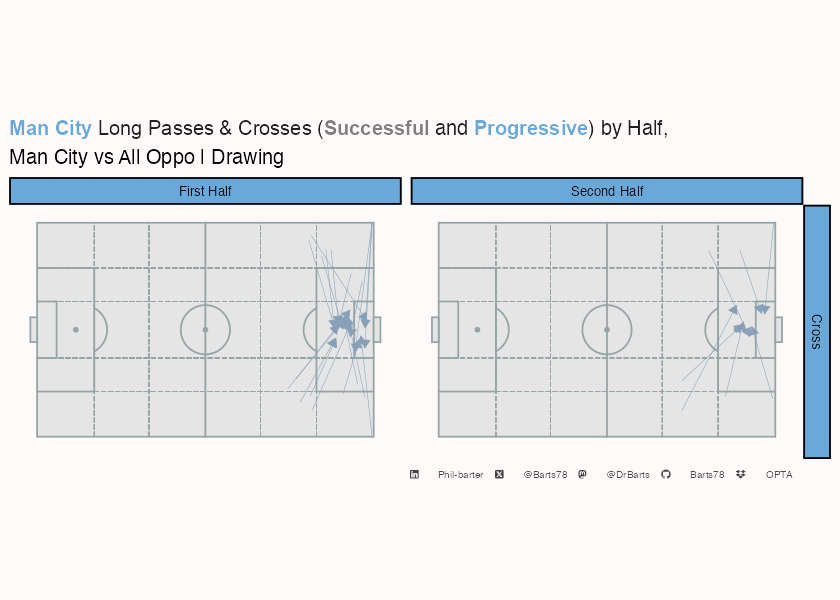 Man City Long Passes & Crosses (Successful and Progressive) by Half,
Man City vs All Oppo | Drawing
First Half
Second Half
Cross
Phil-barter @Barts78 @DrBarts Barts78 OPTA